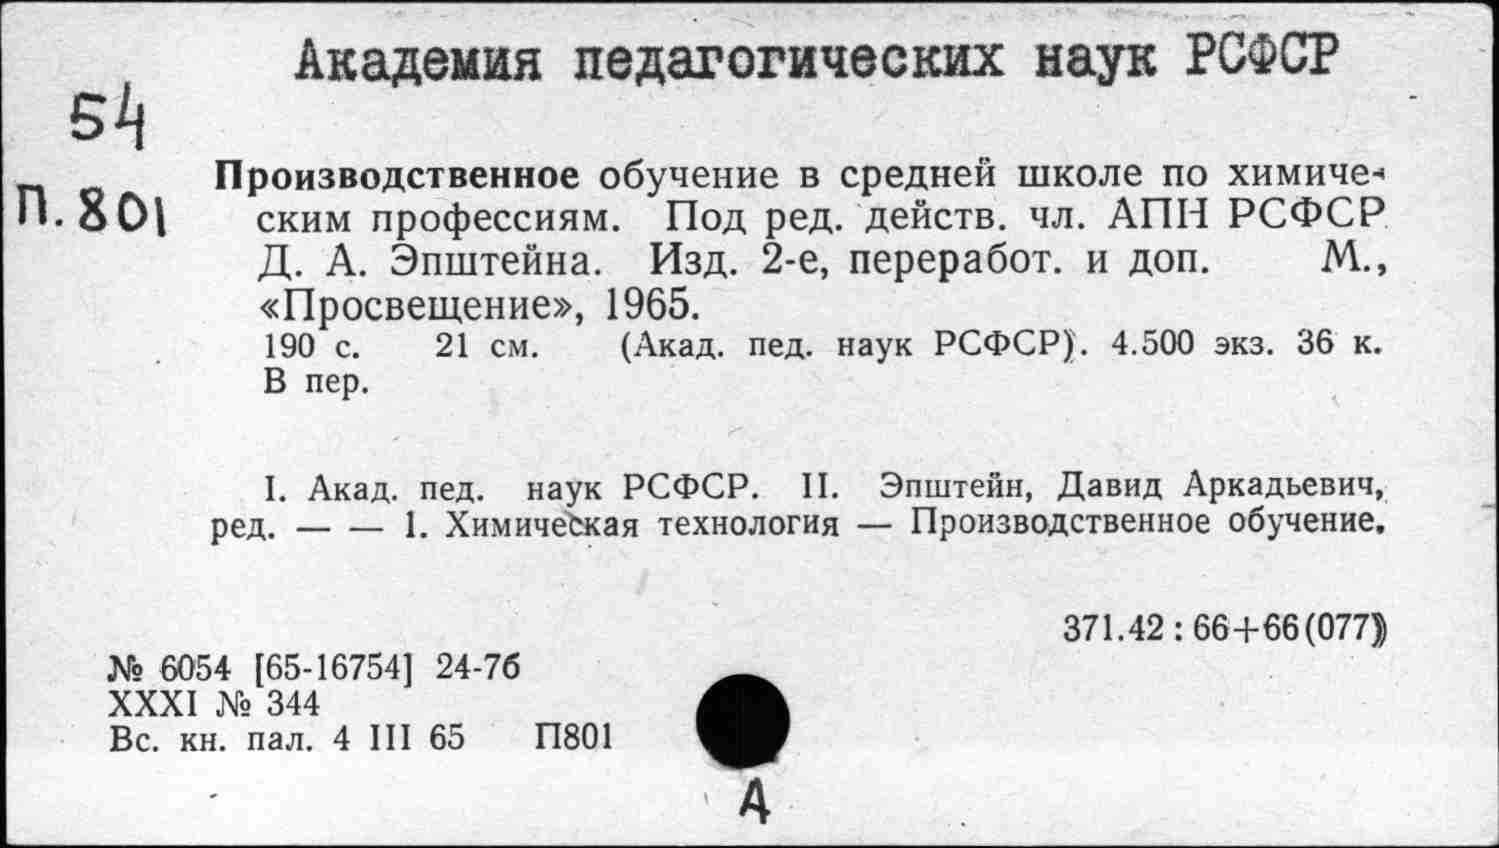 Академия педагогических наук РСФСР
54
П.801
Производственное обучение в средней школе по химиче-
ским профессиям. Под ред. действ. чл. АПН РСФСР
Д. А. Эпштейна. Изд. 2-е, переработ. и доп. М.,
«Просвещение», 1965.
190 с. 21 см. (Акад. пед. наук РСФСР). 4.500 экз. 36 к.
В пер.
I. Акад. пед. наук РСФСР. II. Эпштейн, Давид Аркадьевич,
ред. — — 1. Химическая технология — Производственное обучение.
371.42 : 66+66(077)
№ 6054 [65-16754] 24-7б
XXXI № 344
Вс. кн. пал. 4 III 65 П801
А